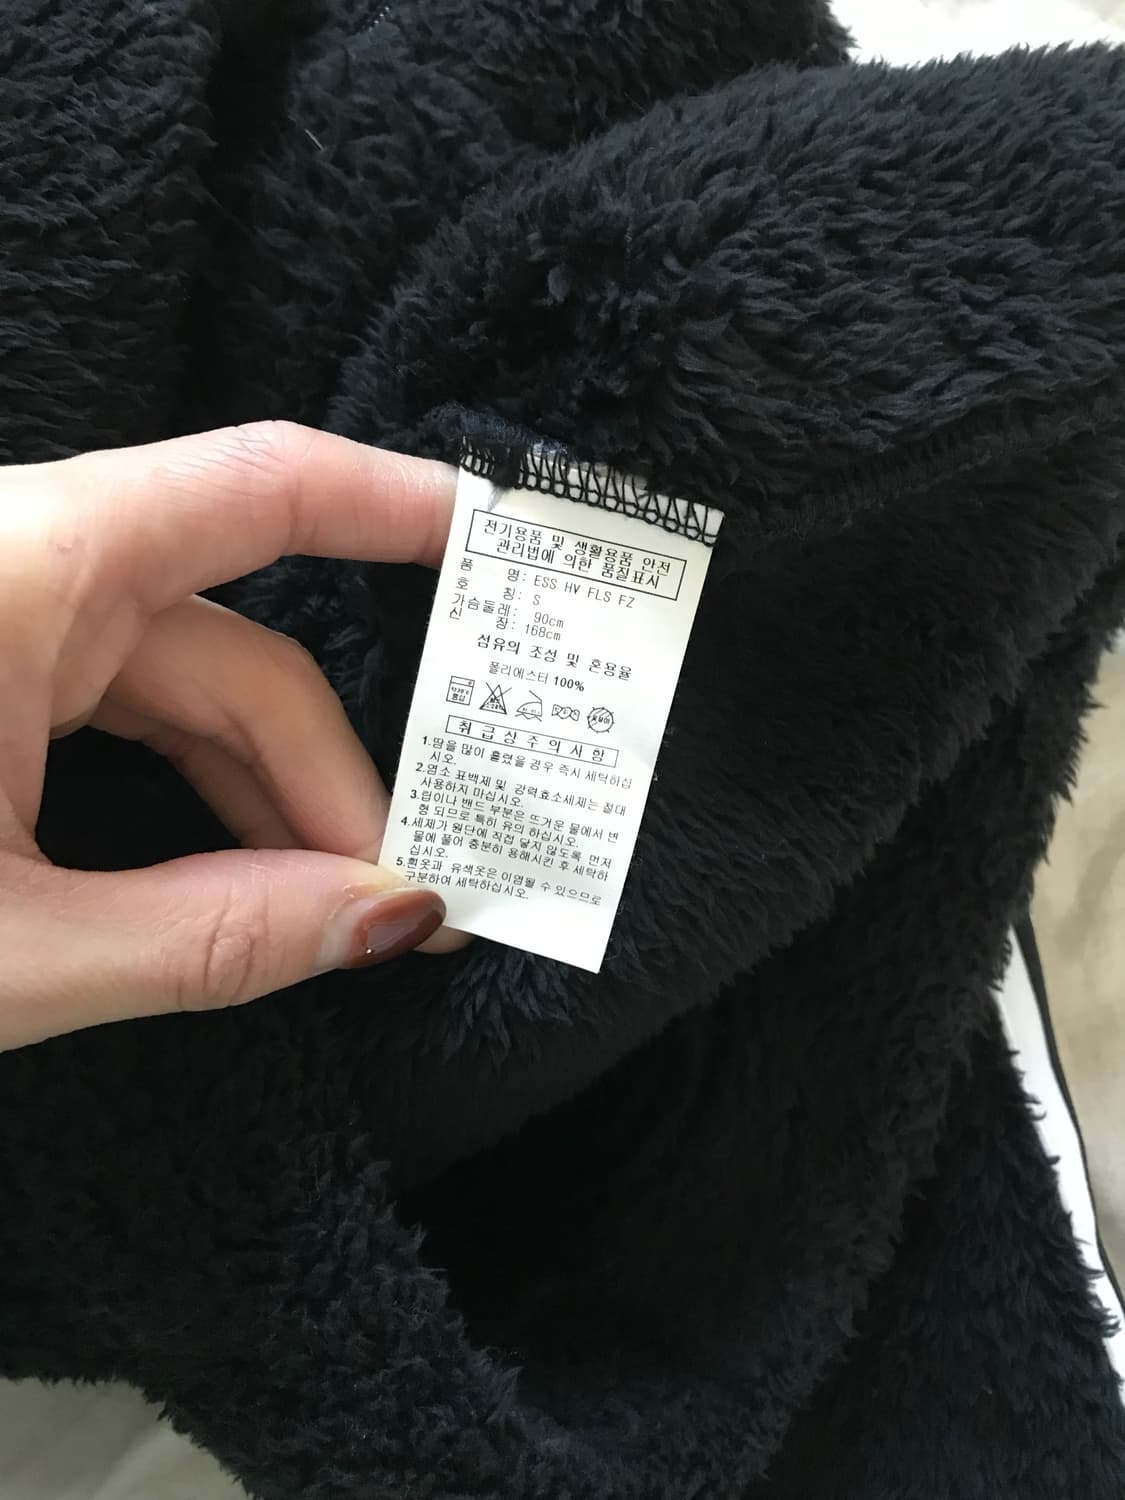 전기용품 및 생활용품 안전
관리법에 의한 품질표시
품 명: ESS HV FLS FZ
호 칭: S
가슴둘레: 90cm
신 장: 168cm
섬유의 조성 및 혼용율
폴리에스터 100%
취급상주의사항
1.땀을 많이 흘렸을 경우 즉시 세탁하십
시오.
2.염소 표백제 및 강력효소세제는 절대
사용하지 마십시오.
3.립이나 밴드 부분은 뜨거운 물에서 변
형 되므로 특히 유의 하십시오.
4.세제가 원단에 직접 닿지 않도록 먼저
물에 풀어 충분히 용해시킨 후 세탁하
십시오.
5.흰옷과 유색옷은 이염될 수 있으므로
구분하여 세탁하십시오.